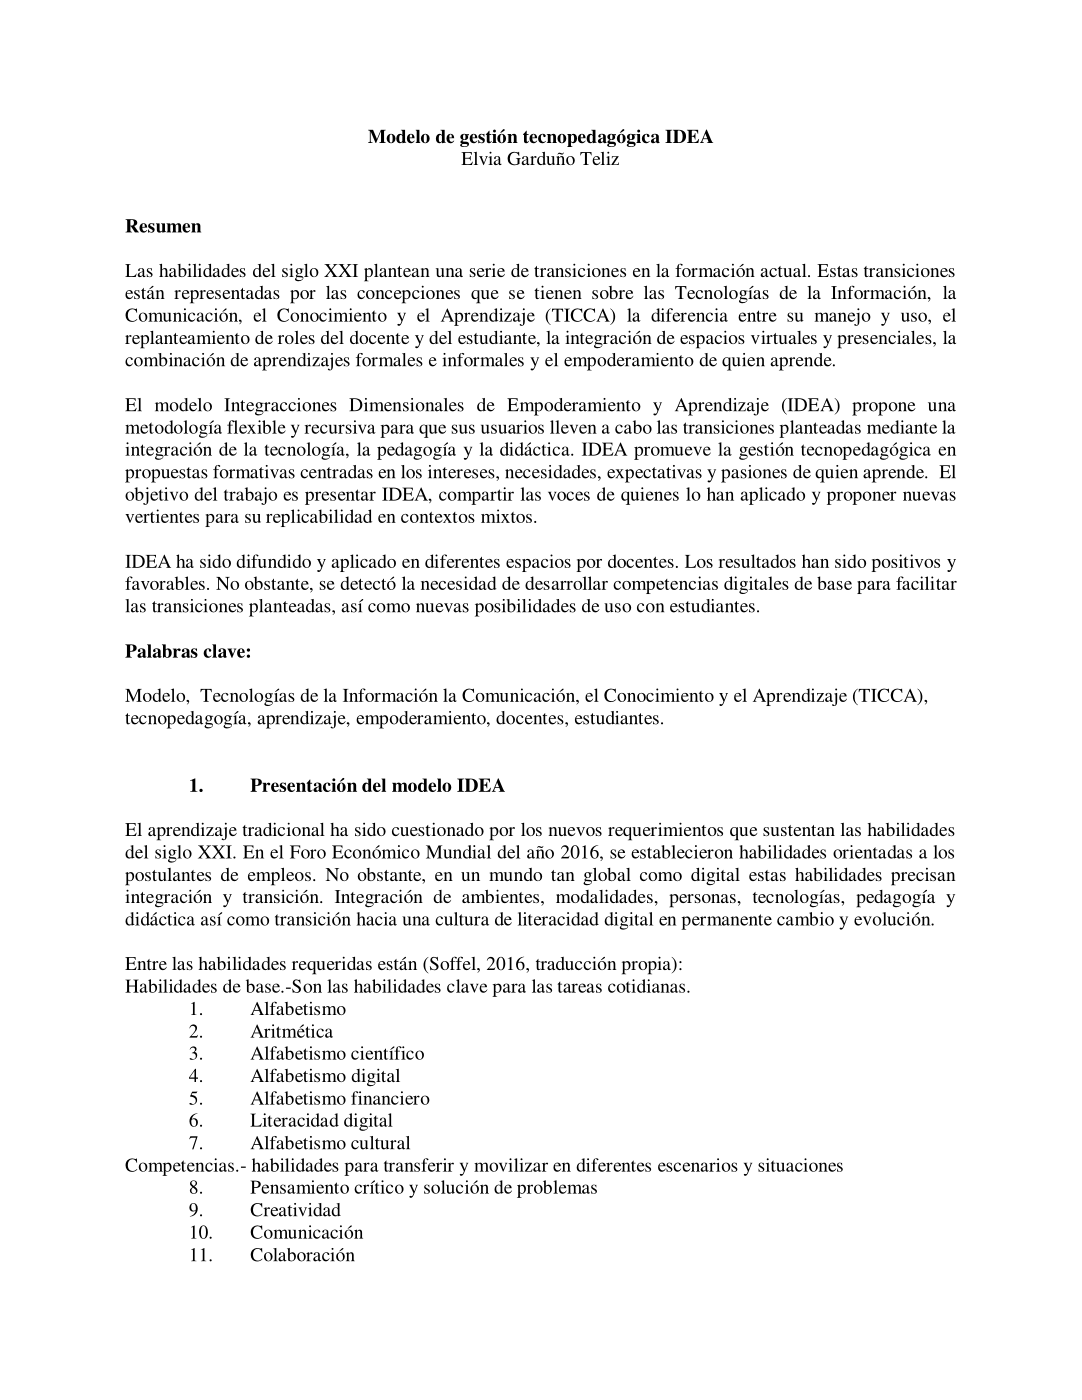 Modelo de gestión tecnopedagógica IDEA
Elvia Garduño Teliz
Resumen
Las habilidades del siglo XXI plantean una serie de transiciones en la formación actual. Estas transiciones
están representadas por las concepciones que se tienen sobre las Tecnologías de la Información, la
Comunicación, el Conocimiento y el Aprendizaje (TICCA) la diferencia entre su manejo y uso, el
replanteamiento de roles del docente y del estudiante, la integración de espacios virtuales y presenciales, la
combinación de aprendizajes formales e informales y el empoderamiento de quien aprende.
El modelo Integracciones Dimensionales de Empoderamiento y Aprendizaje (IDEA) propone una
metodología flexible y recursiva para que sus usuarios lleven a cabo las transiciones planteadas mediante la
integración de la tecnología, la pedagogía y la didáctica. IDEA promueve la gestión tecnopedagógica en
propuestas formativas centradas en los intereses, necesidades, expectativas y pasiones de quien aprende. El
objetivo del trabajo es presentar IDEA, compartir las voces de quienes lo han aplicado y proponer nuevas
vertientes para su replicabilidad en contextos mixtos.
IDEA ha sido difundido y aplicado en diferentes espacios por docentes. Los resultados han sido positivos y
favorables. No obstante, se detectó la necesidad de desarrollar competencias digitales de base para facilitar
las transiciones planteadas, así como nuevas posibilidades de uso con estudiantes.
Palabras clave:
Modelo, Tecnologías de la Información la Comunicación, el Conocimiento y el Aprendizaje (TICCA),
tecnopedagogía, aprendizaje, empoderamiento, docentes, estudiantes.
1. Presentación del modelo IDEA
El aprendizaje tradicional ha sido cuestionado por los nuevos requerimientos que sustentan las habilidades
del siglo XXI. En el Foro Económico Mundial del año 2016, se establecieron habilidades orientadas a los
postulantes de empleos. No obstante, en un mundo tan global como digital estas habilidades precisan
integración y transición. Integración de ambientes, modalidades, personas, tecnologías, pedagogía y
didáctica así como transición hacia una cultura de literacidad digital en permanente cambio y evolución.
Entre las habilidades requeridas están (Soffel, 2016, traducción propia):
Habilidades de base.-Son las habilidades clave para las tareas cotidianas.
1. Alfabetismo
2. Aritmética
3. Alfabetismo científico
4. Alfabetismo digital
5. Alfabetismo financiero
6. Literacidad digital
7. Alfabetismo cultural
Competencias.- habilidades para transferir y movilizar en diferentes escenarios y situaciones
8. Pensamiento crítico y solución de problemas
9. Creatividad
10. Comunicación
11. Colaboración